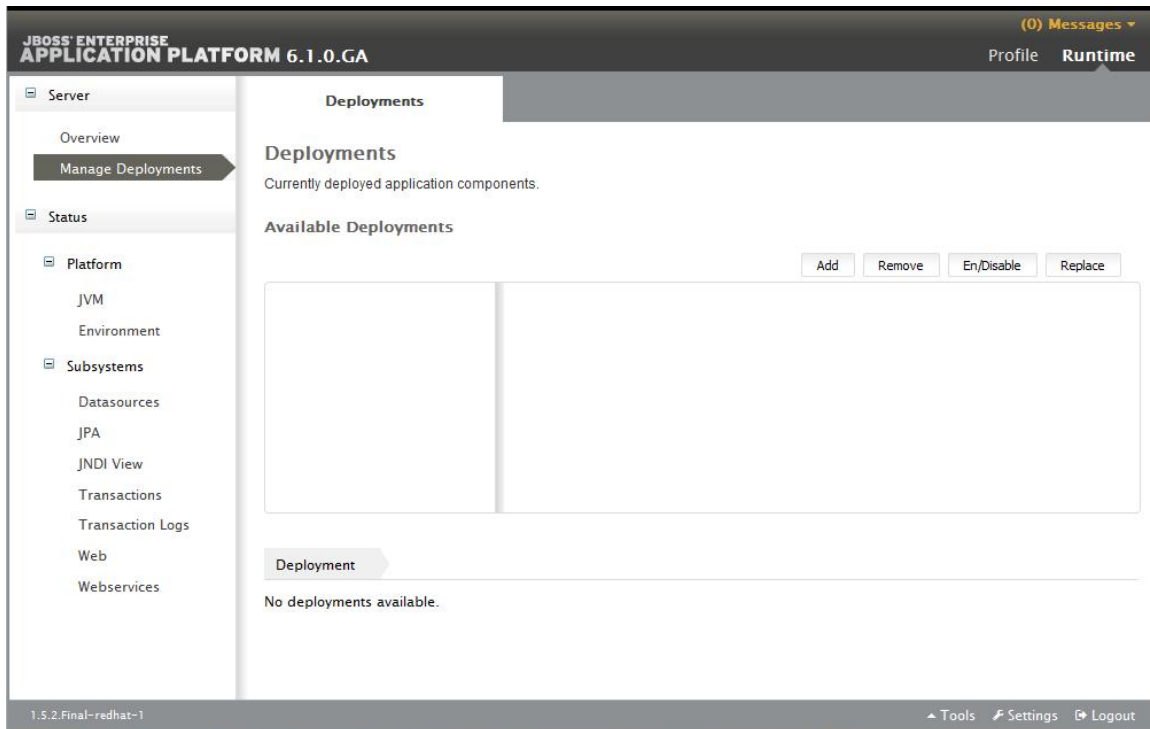 (0) Messages
JBOSS® ENTERPRISE
APPLICATION PLATFORM 6.1.0.GA
Profile Runtime
Server
Overview
Manage Deployments
Status
Platform
JVM
Environment
Subsystems
Datasources
JPA
JNDI View
Transactions
Transaction Logs
Web
Webservices
Deployments
Deployments
Currently deployed application components.
Available Deployments
Add Remove En/Disable Replace
Deployment
No deployments available.
1.5.2.Final-redhat-1
Tools Settings Logout